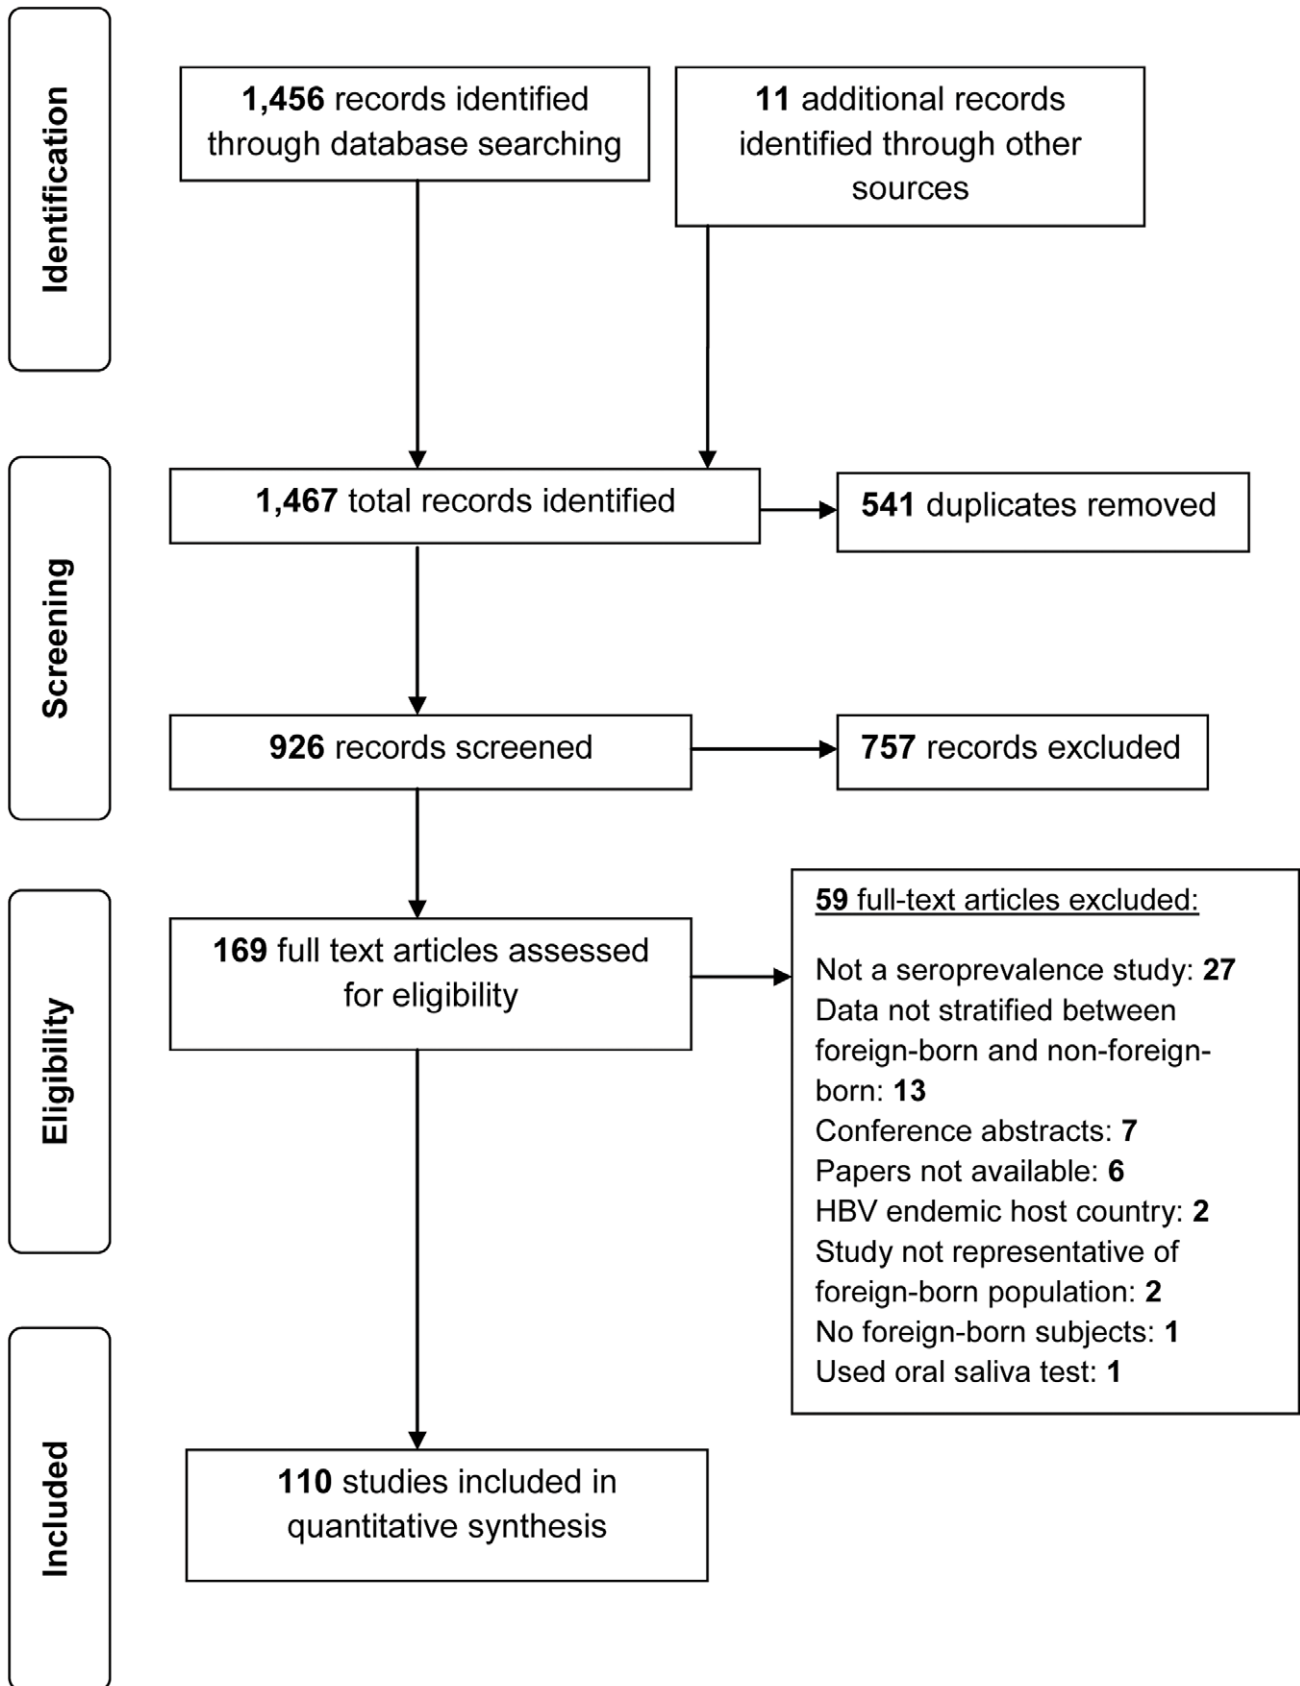 Identification
1,456 records identified
through database searching
11 additional records
identified through other
sources
Screening
1,467 total records identified
541 duplicates removed
926 records screened
757 records excluded
Eligibility
169 full text articles assessed
for eligibility
59 full-text articles excluded:
Not a seroprevalence study: 27
Data not stratified between
foreign-born and non-foreign-
born: 13
Conference abstracts: 7
Papers not available: 6
HBV endemic host country: 2
Study not representative of
foreign-born population: 2
No foreign-born subjects: 1
Used oral saliva test: 1
Included
110 studies included in
quantitative synthesis